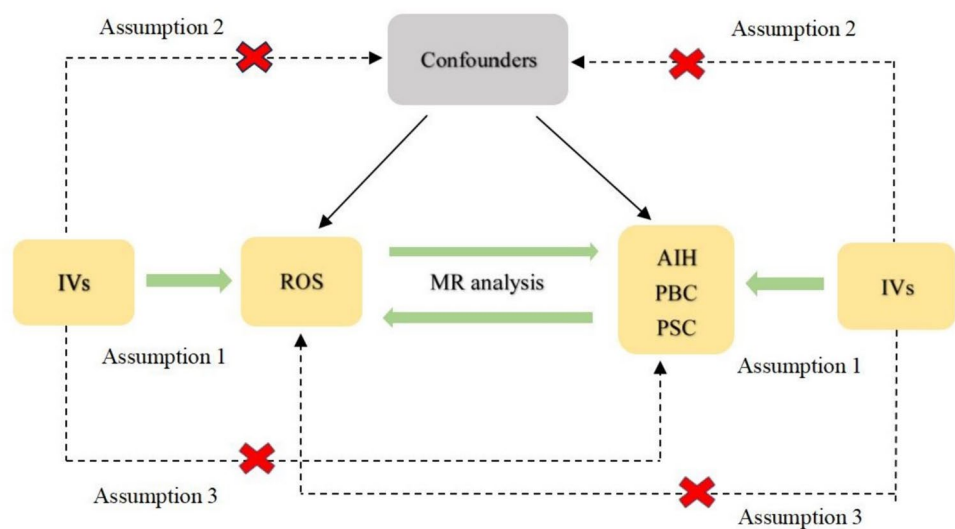 Assumption 2
Assumption 2
Confounders
IVs
ROS
MR analysis
AIH
PBC
PSC
IVs
Assumption 1
Assumption 1
Assumption 3
Assumption 3